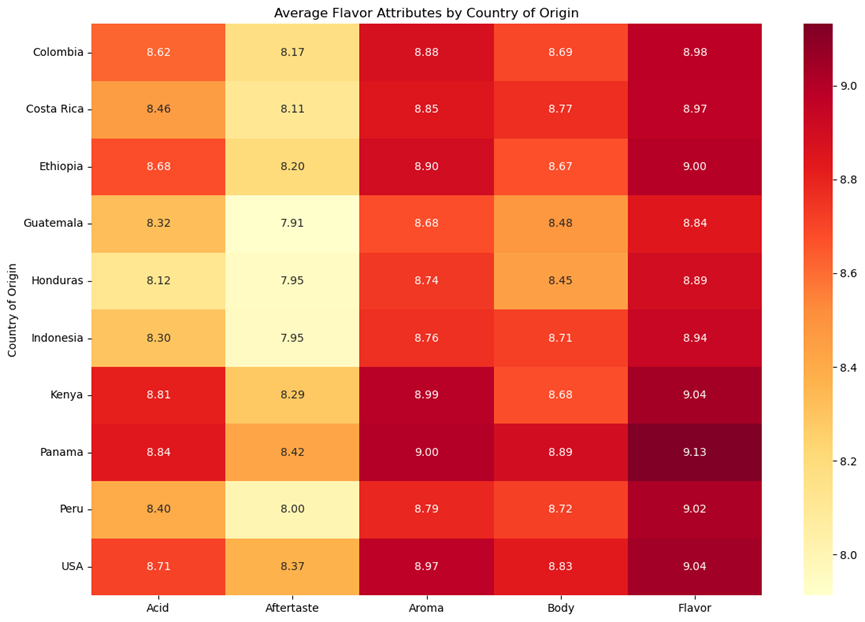 Average Flavor Attributes by Country of Origin
Country of Origin
Colombia 8.62 8.17 8.88 8.69 8.98
Costa Rica 8.46 8.11 8.85 8.77 8.97
Ethiopia 8.68 8.20 8.90 8.67 9.00
Guatemala 8.32 7.91 8.68 8.48 8.84
Honduras 8.12 7.95 8.74 8.45 8.89
Indonesia 8.30 7.95 8.76 8.71 8.94
Kenya 8.81 8.29 8.99 8.68 9.04
Panama 8.84 8.42 9.00 8.89 9.13
Peru 8.40 8.00 8.79 8.72 9.02
USA 8.71 8.37 8.97 8.83 9.04
Acid Aftertaste Aroma Body Flavor
9.0
8.8
8.6
8.4
8.2
8.0